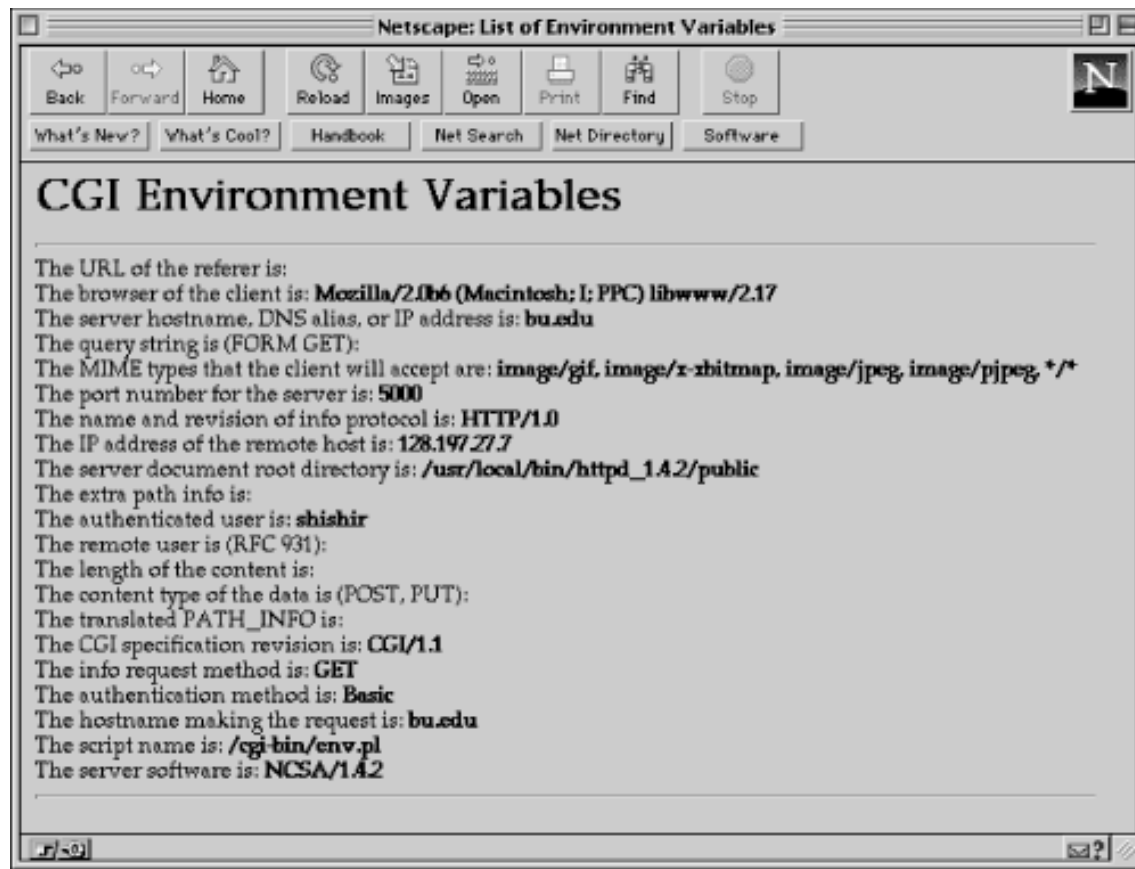 Netscape: List of Environment Variables
Back Forward Home Reload Images Open Print Find Stop
N
What's New? What's Cool? Handbook Net Search Net Directory Software
CGI Environment Variables
The URL of the referer is:
The browser of the client is: Mozilla/2.0b6 (Macintosh; I; PPC) libwww/2.17
The server hostname, DNS alias, or IP address is: bu.edu
The query string is (FORM GET):
The MIME types that the client will accept are: image/gif, image/x-xbitmap, image/jpeg, image/pjpeg, */*
The port number for the server is: 5000
The name and revision of info protocol is: HTTP/1.0
The IP address of the remote host is: 128.197.27.7
The server document root directory is: /usr/local/bin/httpd_1.4.2/public
The extra path info is:
The authenticated user is: shishir
The remote user is (RFC 931):
The length of the content is:
The content type of the data is (POST, PUT):
The translated PATH_INFO is:
The CGI specification revision is: CGI/1.1
The info request method is: GET
The authentication method is: Basic
The hostname making the request is: bu.edu
The script name is: /cgi-bin/env.pl
The server software is: NCSA/1.4.2
?